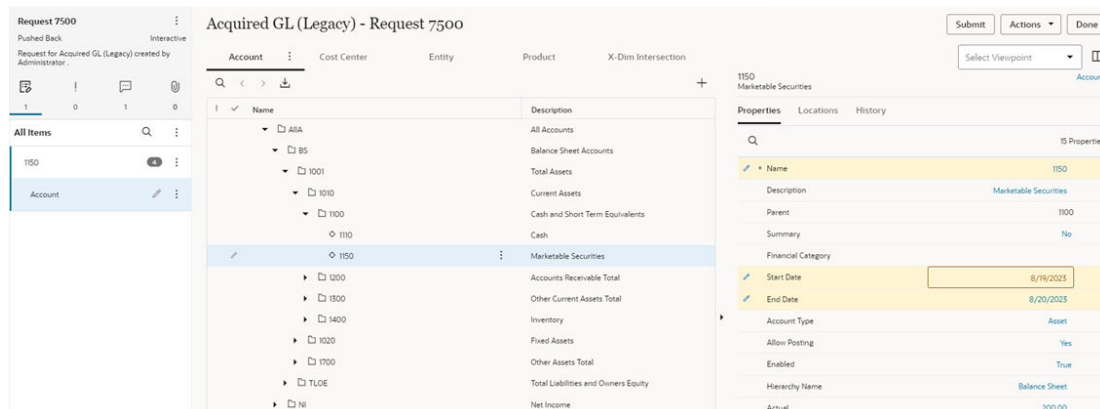 Request 7500
Pushed Back Interactive
Request for Acquired GL (Legacy) created by
Administrator .
1 0 1 0
All Items
1150 4
Account
Acquired GL (Legacy) - Request 7500
Submit Actions Done
Account Cost Center Entity Product X-Dim Intersection
Select Viewpoint
Name Description
AllA All Accounts
BS Balance Sheet Accounts
1001 Total Assets
1010 Current Assets
1100 Cash and Short Term Equivalents
1110 Cash
1150 Marketable Securities
1200 Accounts Receivable Total
1300 Other Current Assets Total
1400 Inventory
1020 Fixed Assets
1700 Other Assets Total
TLOE Total Liabilities and Owners Equity
NI Net Income
1150 Accoun
Marketable Securities
Properties Locations History
15 Propertie
* Name 1150
Description Marketable Securities
Parent 1100
Summary No
Financial Category
Start Date 8/19/2023
End Date 8/20/2023
Account Type Asset
Allow Posting Yes
Enabled True
Hierarchy Name Balance Sheet
Actual 200.00